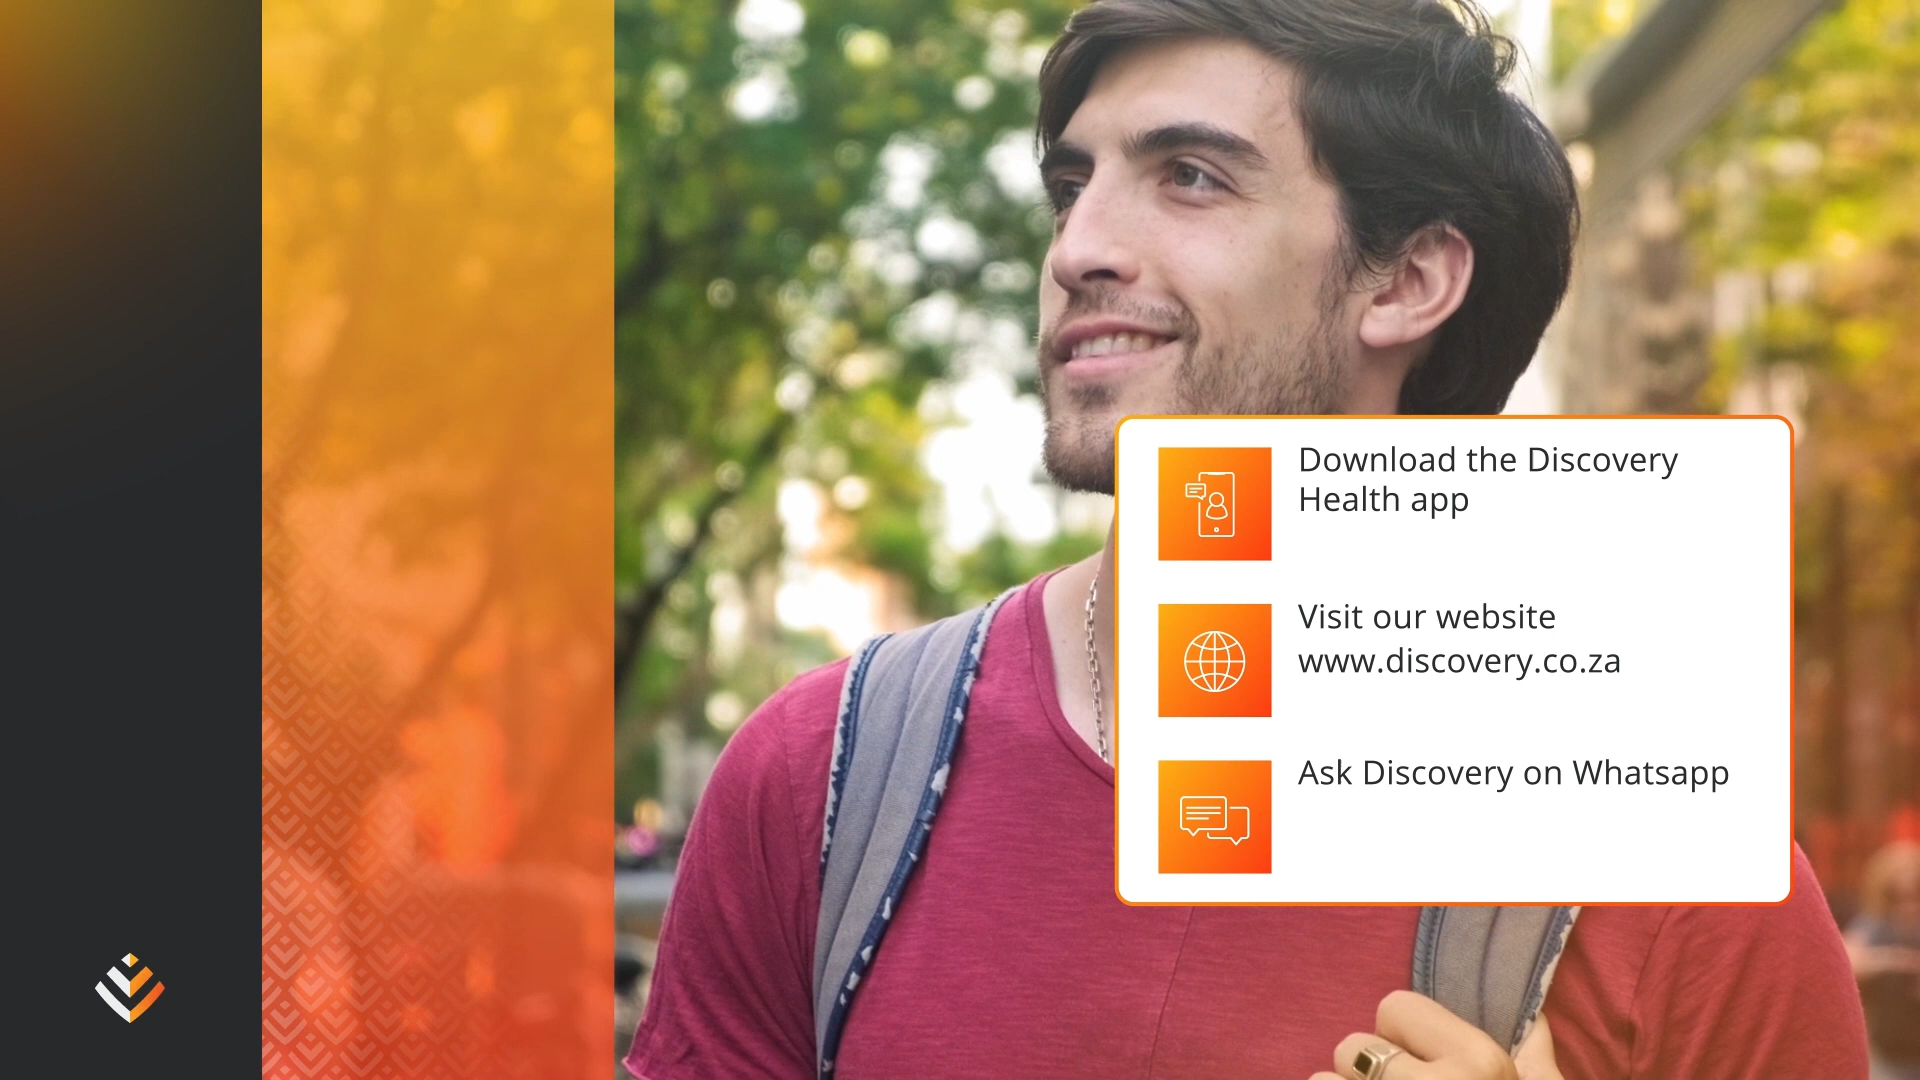 Download the Discovery
Health app
Visit our website
www.discovery.co.za
Ask Discovery on Whatsapp